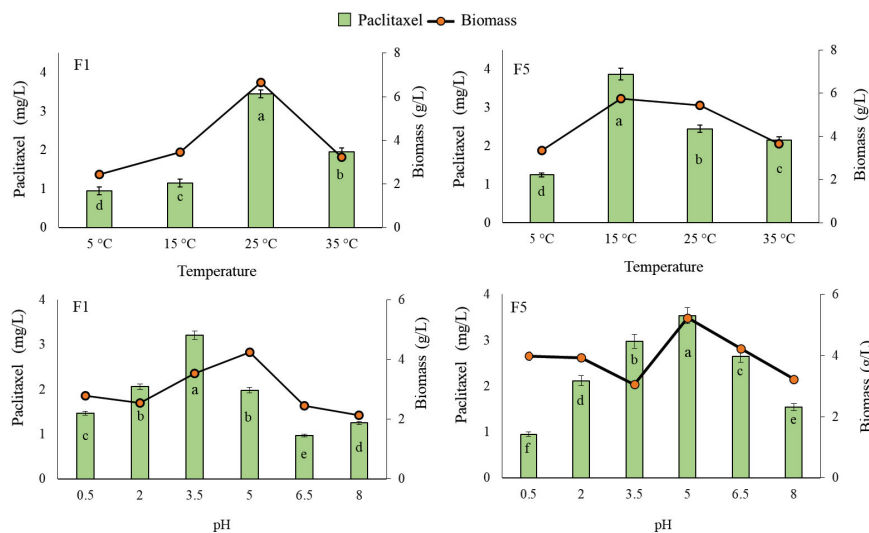 Paclitaxel Biomass
F1
Paclitaxel (mg/L)
4
3
2
1
0
8
6
4
2
0
Biomass (g/L)
d
c
a
b
5 °C 15 °C 25 °C 35 °C
Temperature
F5
Paclitaxel (mg/L)
4
3
2
1
0
8
6
4
2
0
Biomass (g/L)
d
a
b
c
5 °C 15 °C 25 °C 35 °C
Temperature
F1
Paclitaxel (mg/L)
4
3
2
1
0
6
4
2
0
Biomass (g/L)
c
b
a
b
e
d
0.5 2 3.5 5 6.5 8
pH
F5
Paclitaxel (mg/L)
4
3
2
1
0
6
4
2
0
Biomass (g/L)
f
d
b
a
c
e
0.5 2 3.5 5 6.5 8
pH